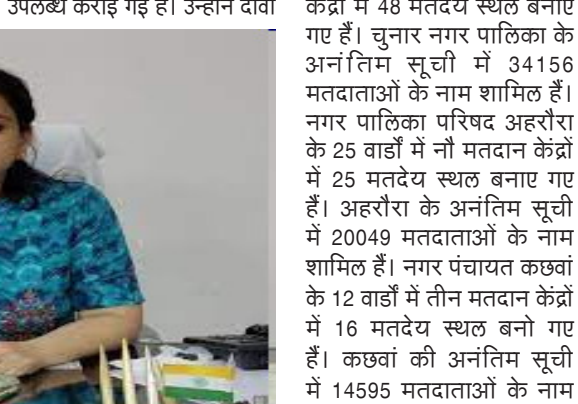 उपलब्ध कराई गई है। उन्होंने दावा
केंद्रों में 48 मतदेय स्थल बनाए
गए हैं। चुनार नगर पालिका के
अनंतिम सूची में 34156
मतदाताओं के नाम शामिल हैं।
नगर पालिका परिषद अहरौरा
के 25 वार्डों में नौ मतदान केंद्रों
में 25 मतदेय स्थल बनाए गए
हैं। अहरौरा के अनंतिम सूची
में 20049 मतदाताओं के नाम
शामिल हैं। नगर पंचायत कछवां
के 12 वार्डों में तीन मतदान केंद्रों
में 16 मतदेय स्थल बनो गए
हैं। कछवां की अनंतिम सूची
में 14595 मतदाताओं के नाम